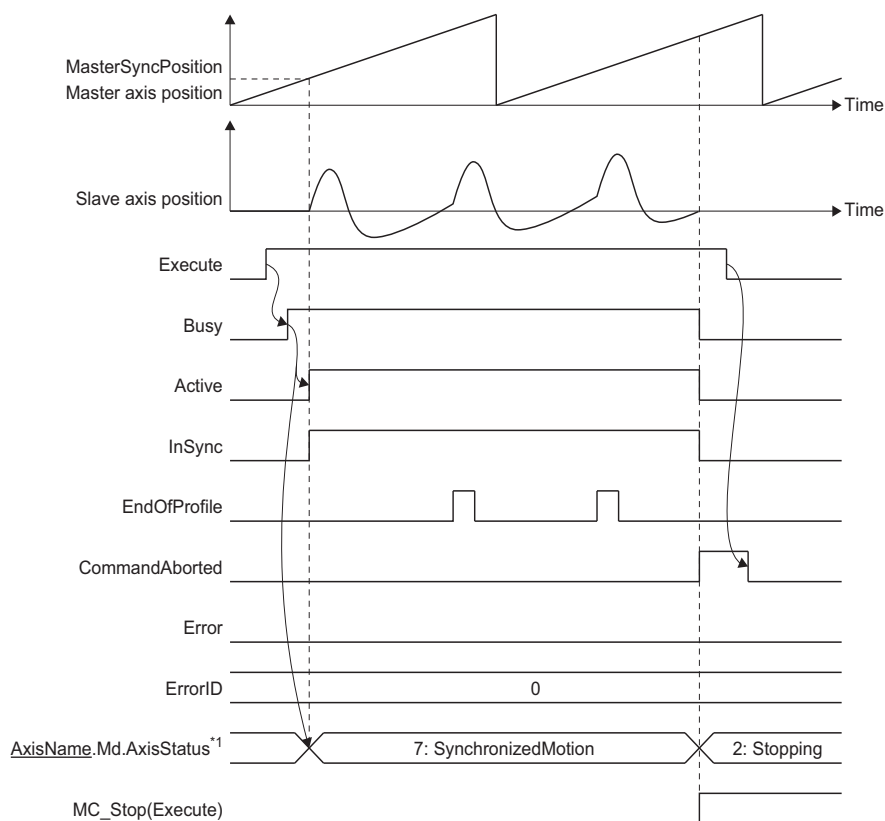 MasterSyncPosition
Master axis position
Time
Slave axis position
Time
Execute
Busy
Active
InSync
EndOfProfile
CommandAborted
Error
ErrorID
0
AxisName.Md.AxisStatus*1
7: SynchronizedMotion
2: Stopping
MC_Stop(Execute)